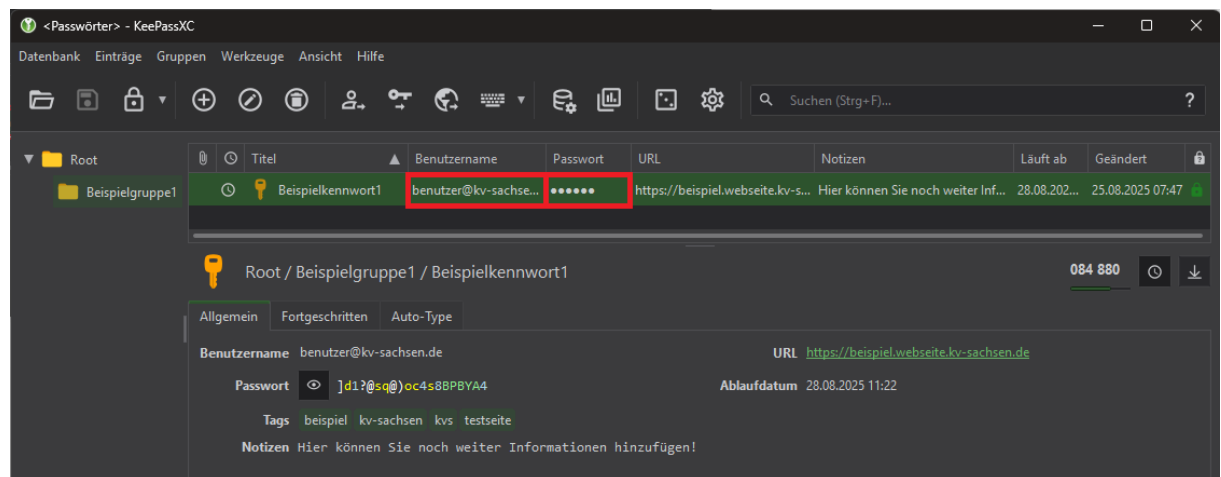 <Passwörter> - KeePassXC
Datenbank Einträge Gruppen Werkzeuge Ansicht Hilfe
Suchen (Strg+F)... ?
Root
Beispielgruppe1
Titel Benutzername Passwort URL Notizen Läuft ab Geändert
Beispielkennwort1 benutzer@kv-sachse... ●●●●●● https://beispiel.webseite.kv-s... Hier können Sie noch weiter Inf... 28.08.202... 25.08.2025 07:47
Root / Beispielgruppe1 / Beispielkennwort1 084 880
Allgemein Fortgeschritten Auto-Type
Benutzername benutzer@kv-sachsen.de URL https://beispiel.webseite.kv-sachsen.de
Passwort ]d1?@sq@)oc4s8BPBYA4 Ablaufdatum 28.08.2025 11:22
Tags beispiel kv-sachsen kvs testseite
Notizen Hier können Sie noch weiter Informationen hinzufügen!